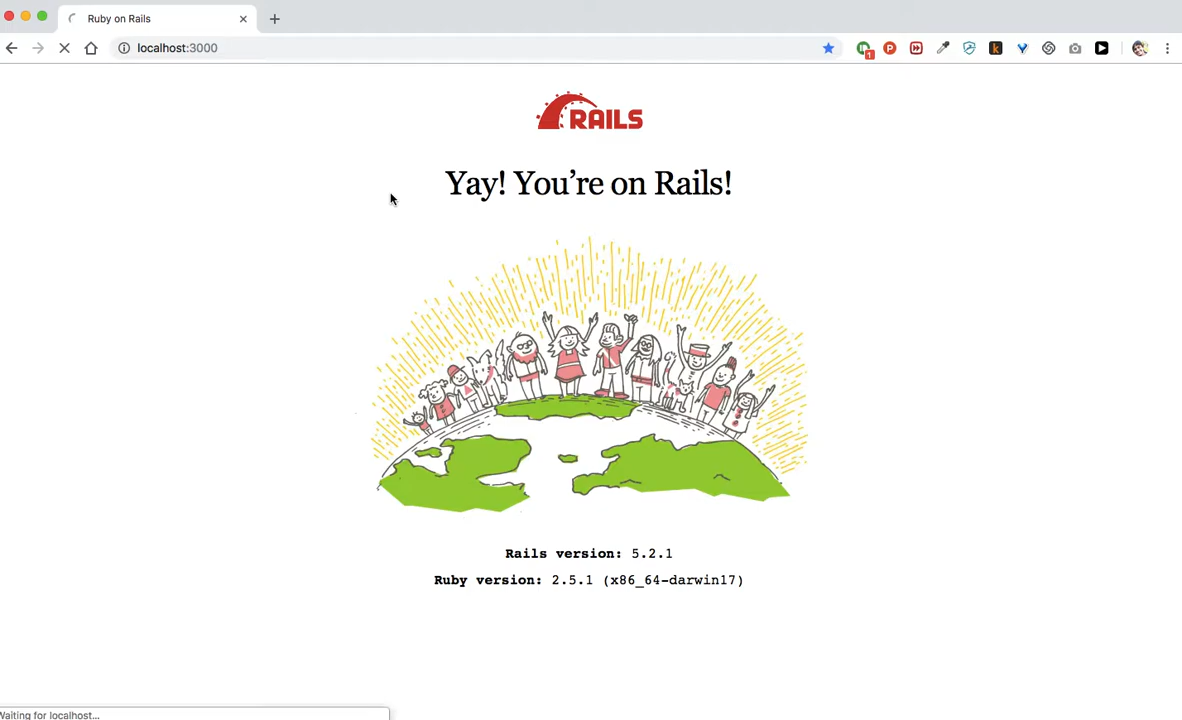 Ruby on Rails
localhost:3000
1
RAILS
Yay! You’re on Rails!
Rails version: 5.2.1
Ruby version: 2.5.1 (x86_64-darwin17)
Waiting for localhost...